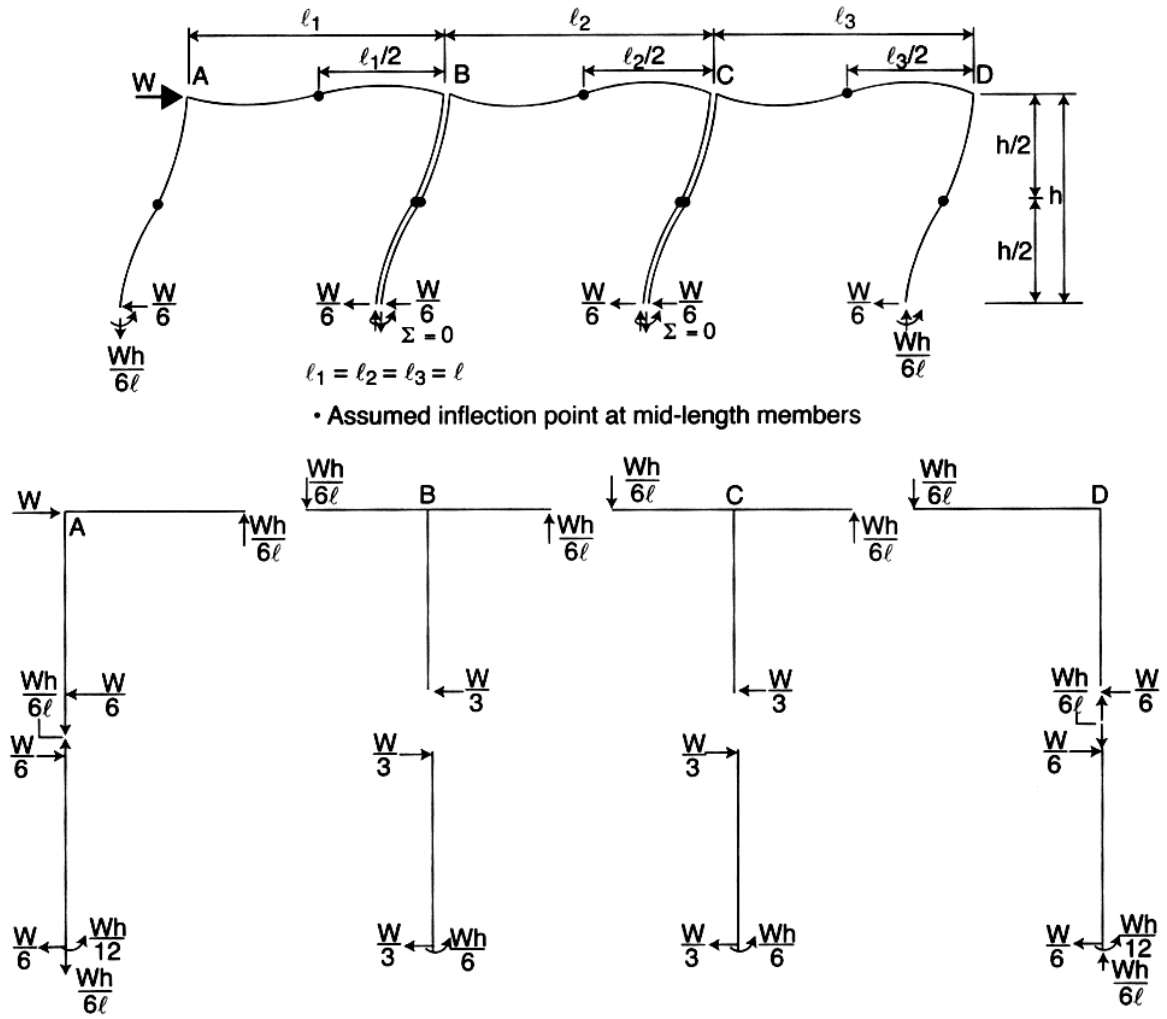 ℓ1 ℓ2 ℓ3
ℓ1/2 ℓ2/2 ℓ3/2
W A B C D
h/2
h
h/2
W/6 W/6 W/6 W/6 W/6 W/6
Σ = 0 Σ = 0
Wh/6ℓ Wh/6ℓ
ℓ1 = ℓ2 = ℓ3 = ℓ
• Assumed inflection point at mid-length members
Wh/6ℓ Wh/6ℓ Wh/6ℓ
W A B C D
Wh/6ℓ Wh/6ℓ Wh/6ℓ
Wh/6ℓ W/6 W/3 W/3 Wh/6ℓ W/6
W/6 W/3 W/3 W/6
W/6 Wh/12 W/3 Wh/6 W/3 Wh/6 W/6 Wh/12
Wh/6ℓ Wh/6ℓ